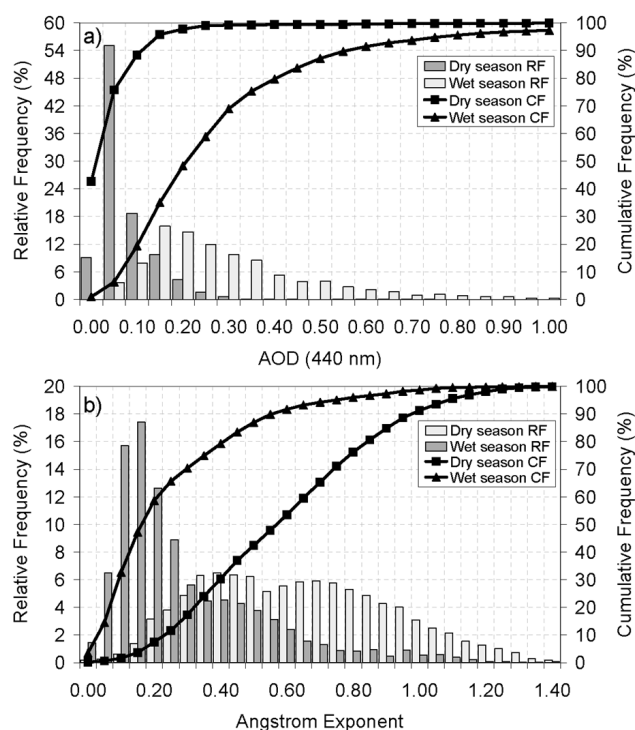 a)
60
54
48
42
36
30
24
18
12
6
0
Relative Frequency (%)
100
90
80
70
60
50
40
30
20
10
0
Cumulative Frequency (%)
Dry season RF
Wet season RF
Dry season CF
Wet season CF
0.00 0.10 0.20 0.30 0.40 0.50 0.60 0.70 0.80 0.90 1.00
AOD (440 nm)
b)
20
18
16
14
12
10
8
6
4
2
0
Relative Frequency (%)
100
90
80
70
60
50
40
30
20
10
0
Cumulative Frequency (%)
Dry season RF
Wet season RF
Dry season CF
Wet season CF
0.00 0.20 0.40 0.60 0.80 1.00 1.20 1.40
Angstrom Exponent